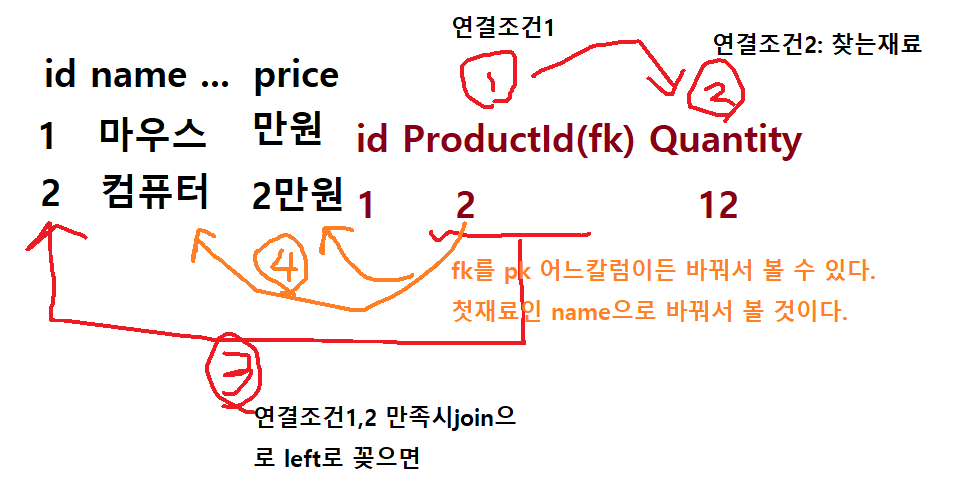 연결조건1
연결조건2: 찾는재료
1
2
id name ... price
1 마우스 만원
2 컴퓨터 2만원
id ProductId(fk) Quantity
1 2 12
4
fk를 pk 어느칼럼이든 바꿔서 볼 수 있다.
첫재료인 name으로 바꿔서 볼 것이다.
3
연결조건1,2 만족시join으
로 left로 꽂으면